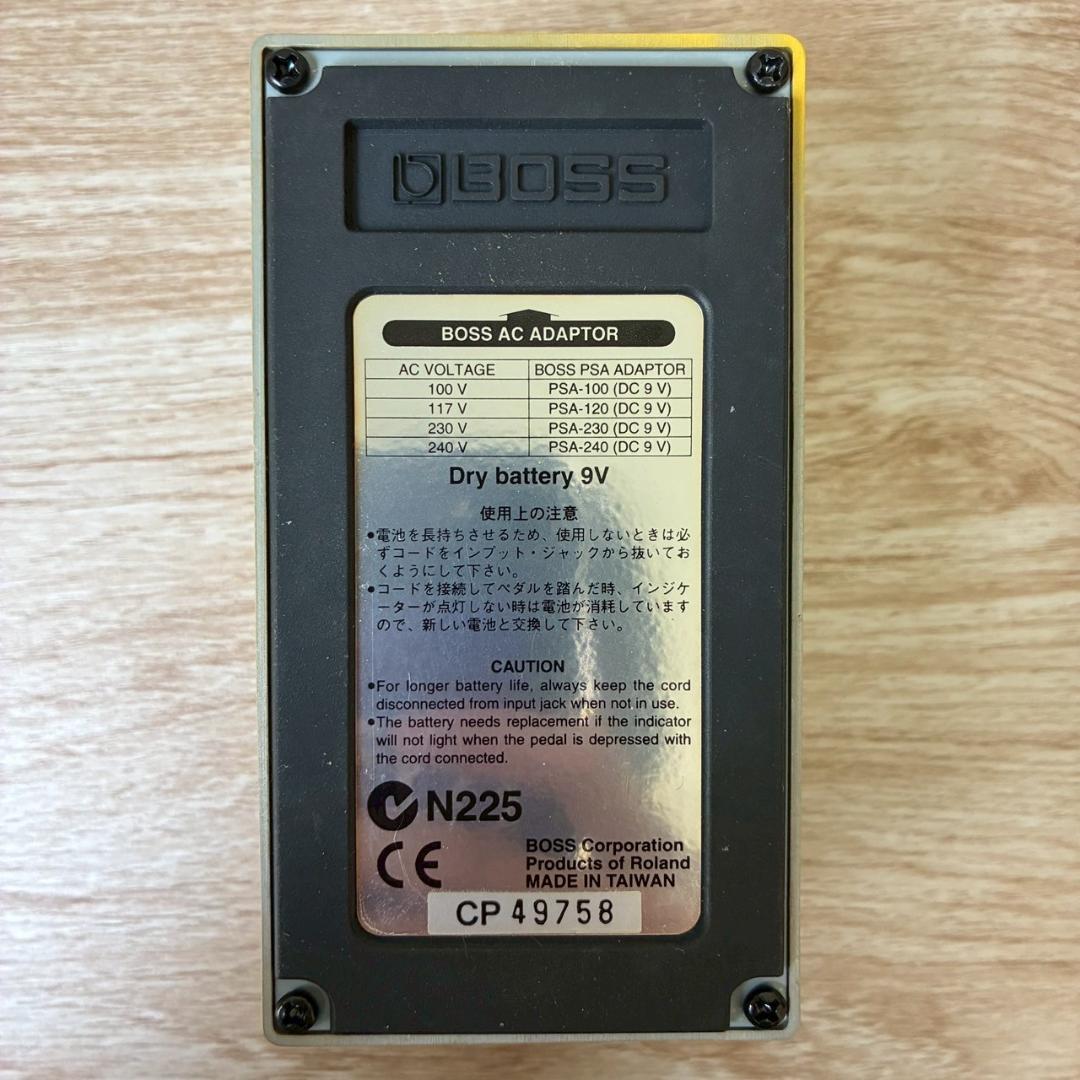 BOSS
BOSS AC ADAPTOR
AC VOLTAGE BOSS PSA ADAPTOR
100 V PSA-100 (DC 9 V)
117 V PSA-120 (DC 9 V)
230 V PSA-230 (DC 9 V)
240 V PSA-240 (DC 9 V)
Dry battery 9V
使用上の注意
●電池を長持ちさせるため、使用しないときは必
ずコードをインプット・ジャックから抜いてお
くようにして下さい。
●コードを接続してペダルを踏んだ時、インジケ
ーターが点灯しない時は電池が消耗しています
ので、新しい電池と交換して下さい。
CAUTION
●For longer battery life, always keep the cord
disconnected from input jack when not in use.
●The battery needs replacement if the indicator
will not light when the pedal is depressed with
the cord connected.
N225
CE
BOSS Corporation
Products of Roland
MADE IN TAIWAN
CP 49758